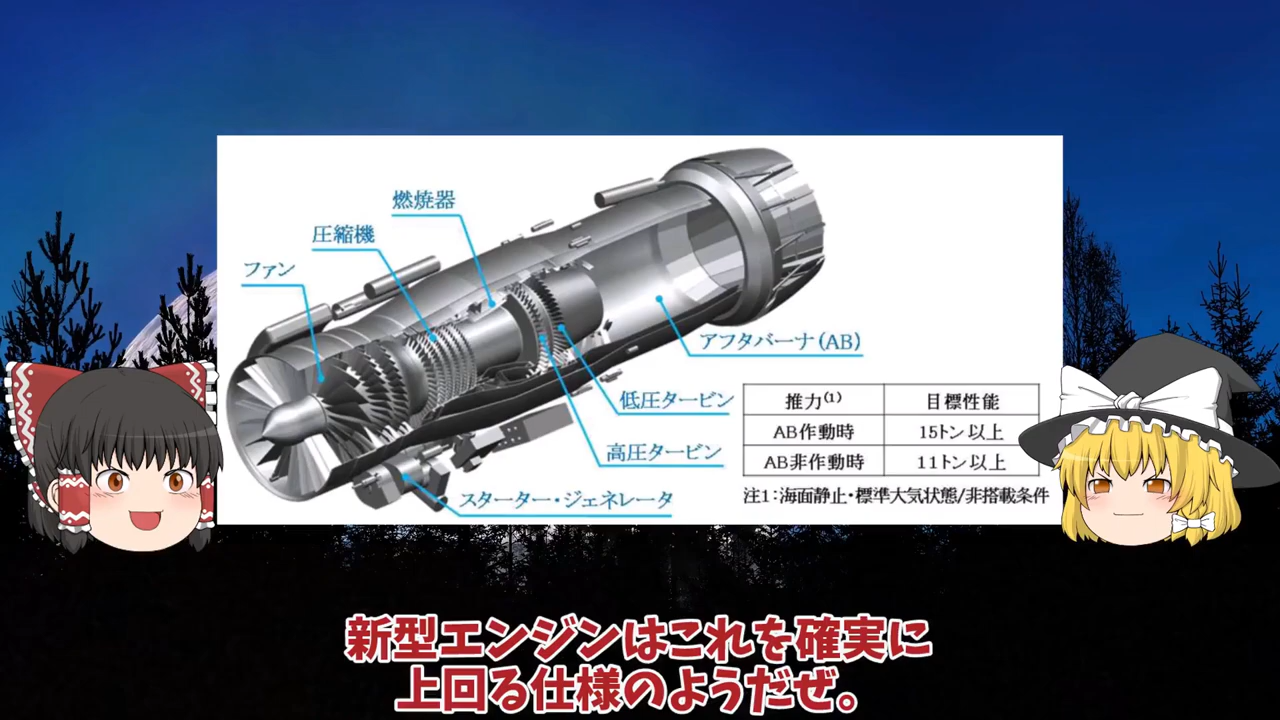 燃焼器
圧縮機
ファン
アフタバーナ(AB)
低圧タービン
高圧タービン
スターター・ジェネレータ
推力(1) 目標性能
AB作動時 15トン以上
AB非作動時 11トン以上
注1:海面静止・標準大気状態/非搭載条件
新型エンジンはこれを確実に
上回る仕様のようだぜ。